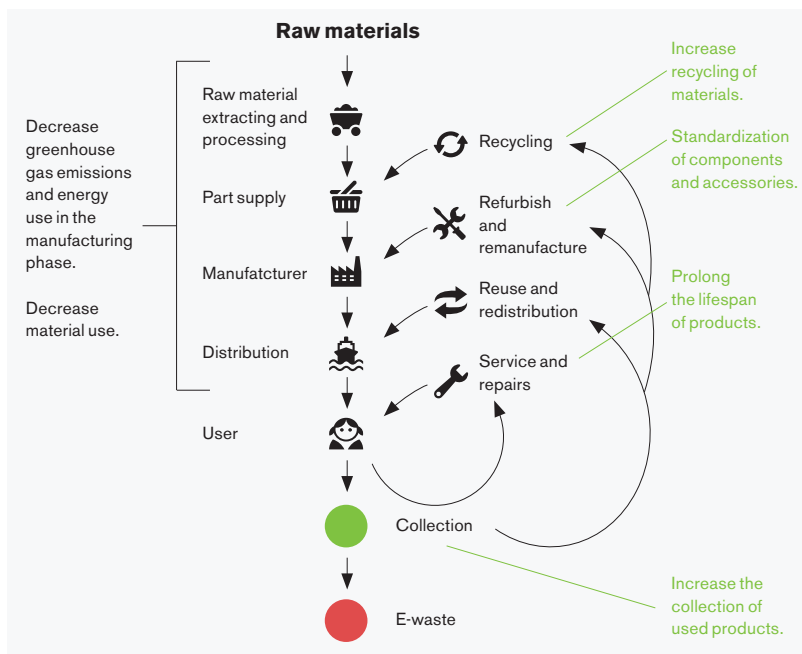 Raw materials
Raw material
extracting and
processing
Part supply
Manufatcturer
Distribution
User
Decrease
greenhouse
gas emissions
and energy
use in the
manufacturing
phase.
Decrease
material use.
Recycling
Refurbish
and
remanufacture
Reuse and
redistribution
Service and
repairs
Collection
E-waste
Increase
recycling of
materials.
Standardization
of components
and accessories.
Prolong
the lifespan
of products.
Increase the
collection of
used products.